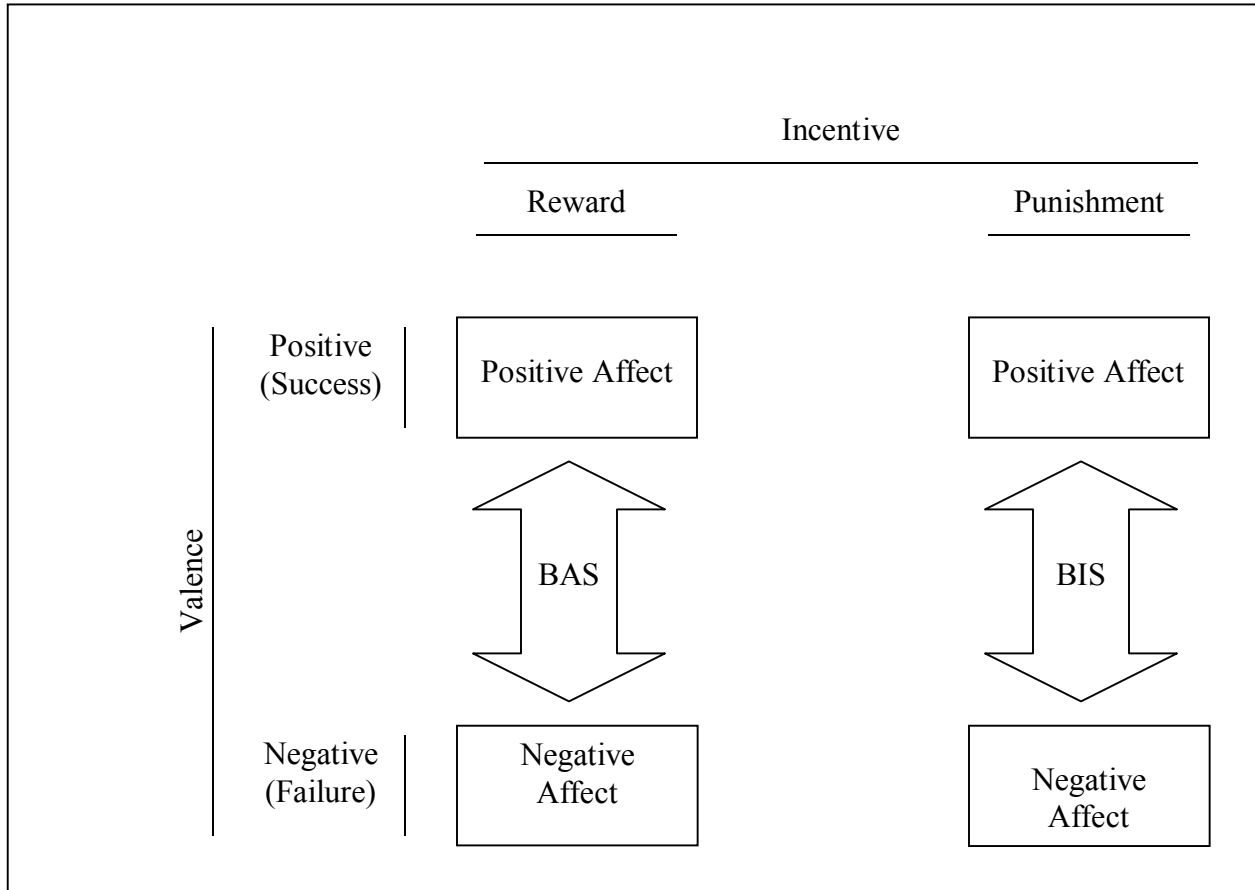 Incentive
Reward
Punishment
Positive
(Success)
Positive Affect
Positive Affect
Valence
BAS
BIS
Negative
(Failure)
Negative
Affect
Negative
Affect